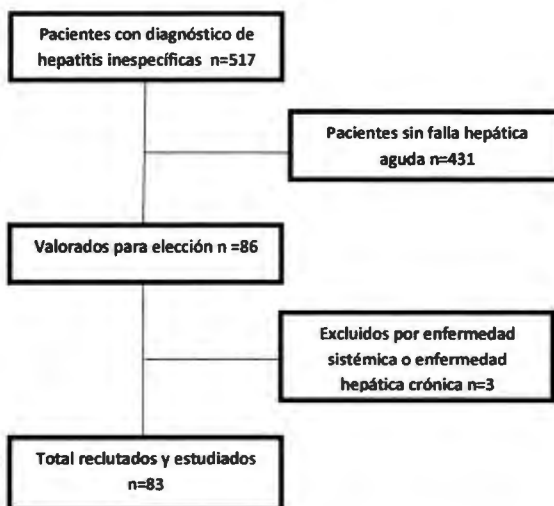 Pacientes con diagnóstico de
hepatitis inespecíficas n=517
Pacientes sin falla hepática
aguda n=431
Valorados para elección n =86
Excluidos por enfermedad
sistémica o enfermedad
hepática crónica n=3
Total reclutados y estudiados
n=83